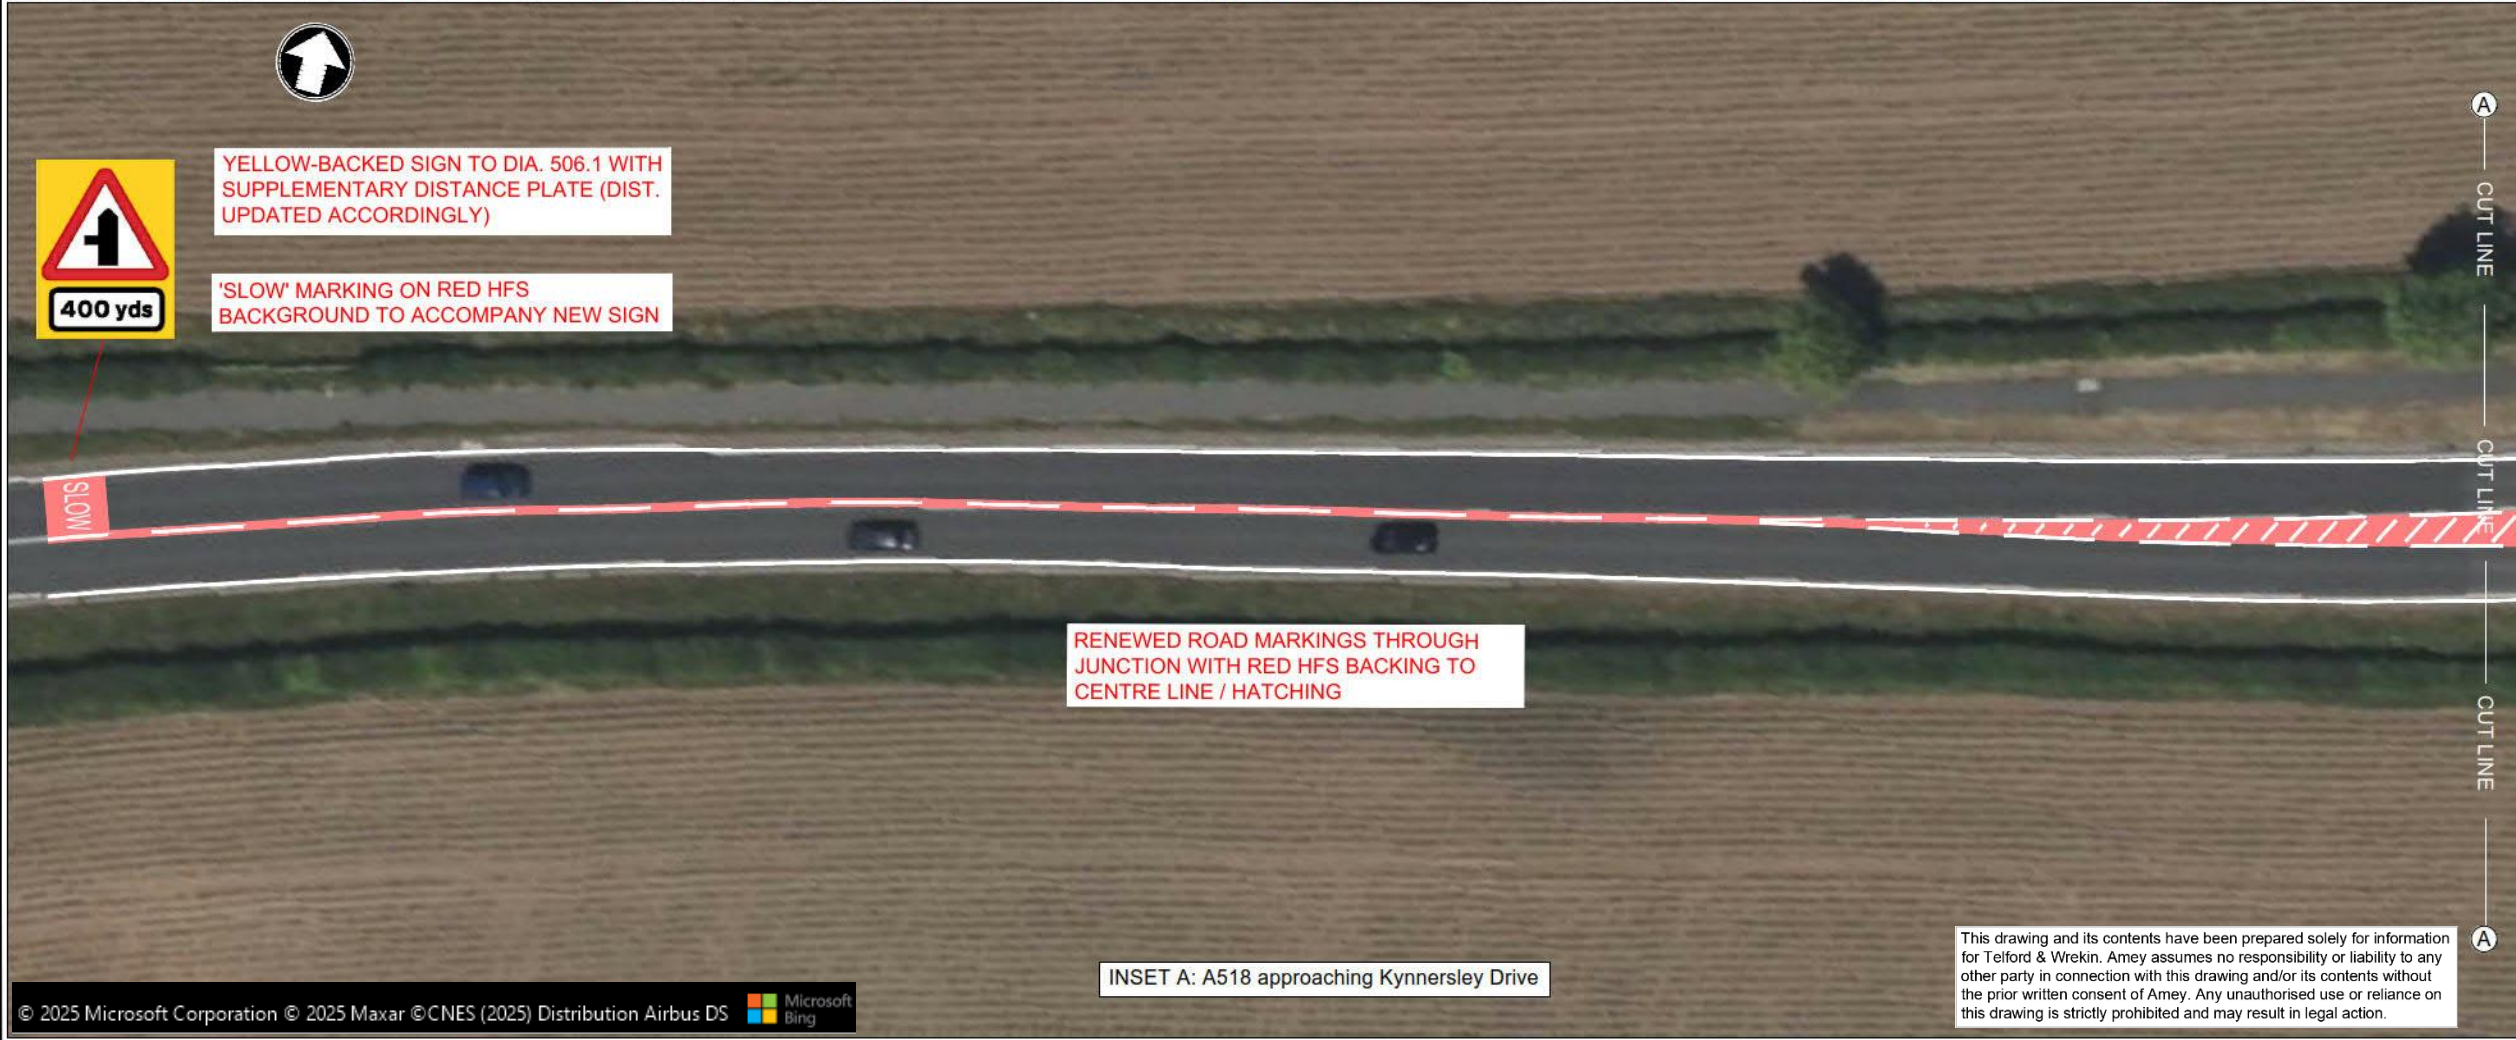 YELLOW-BACKED SIGN TO DIA. 506.1 WITH
SUPPLEMENTARY DISTANCE PLATE (DIST.
UPDATED ACCORDINGLY)
400 yds
'SLOW' MARKING ON RED HFS
BACKGROUND TO ACCOMPANY NEW SIGN
SLOW
A
CUT LINE
CUT LINE
CUT LINE
A
RENEWED ROAD MARKINGS THROUGH
JUNCTION WITH RED HFS BACKING TO
CENTRE LINE / HATCHING
INSET A: A518 approaching Kynnersley Drive
This drawing and its contents have been prepared solely for information
for Telford & Wrekin. Amey assumes no responsibility or liability to any
other party in connection with this drawing and/or its contents without
the prior written consent of Amey. Any unauthorised use or reliance on
this drawing is strictly prohibited and may result in legal action.
© 2025 Microsoft Corporation © 2025 Maxar ©CNES (2025) Distribution Airbus DS
Microsoft
Bing